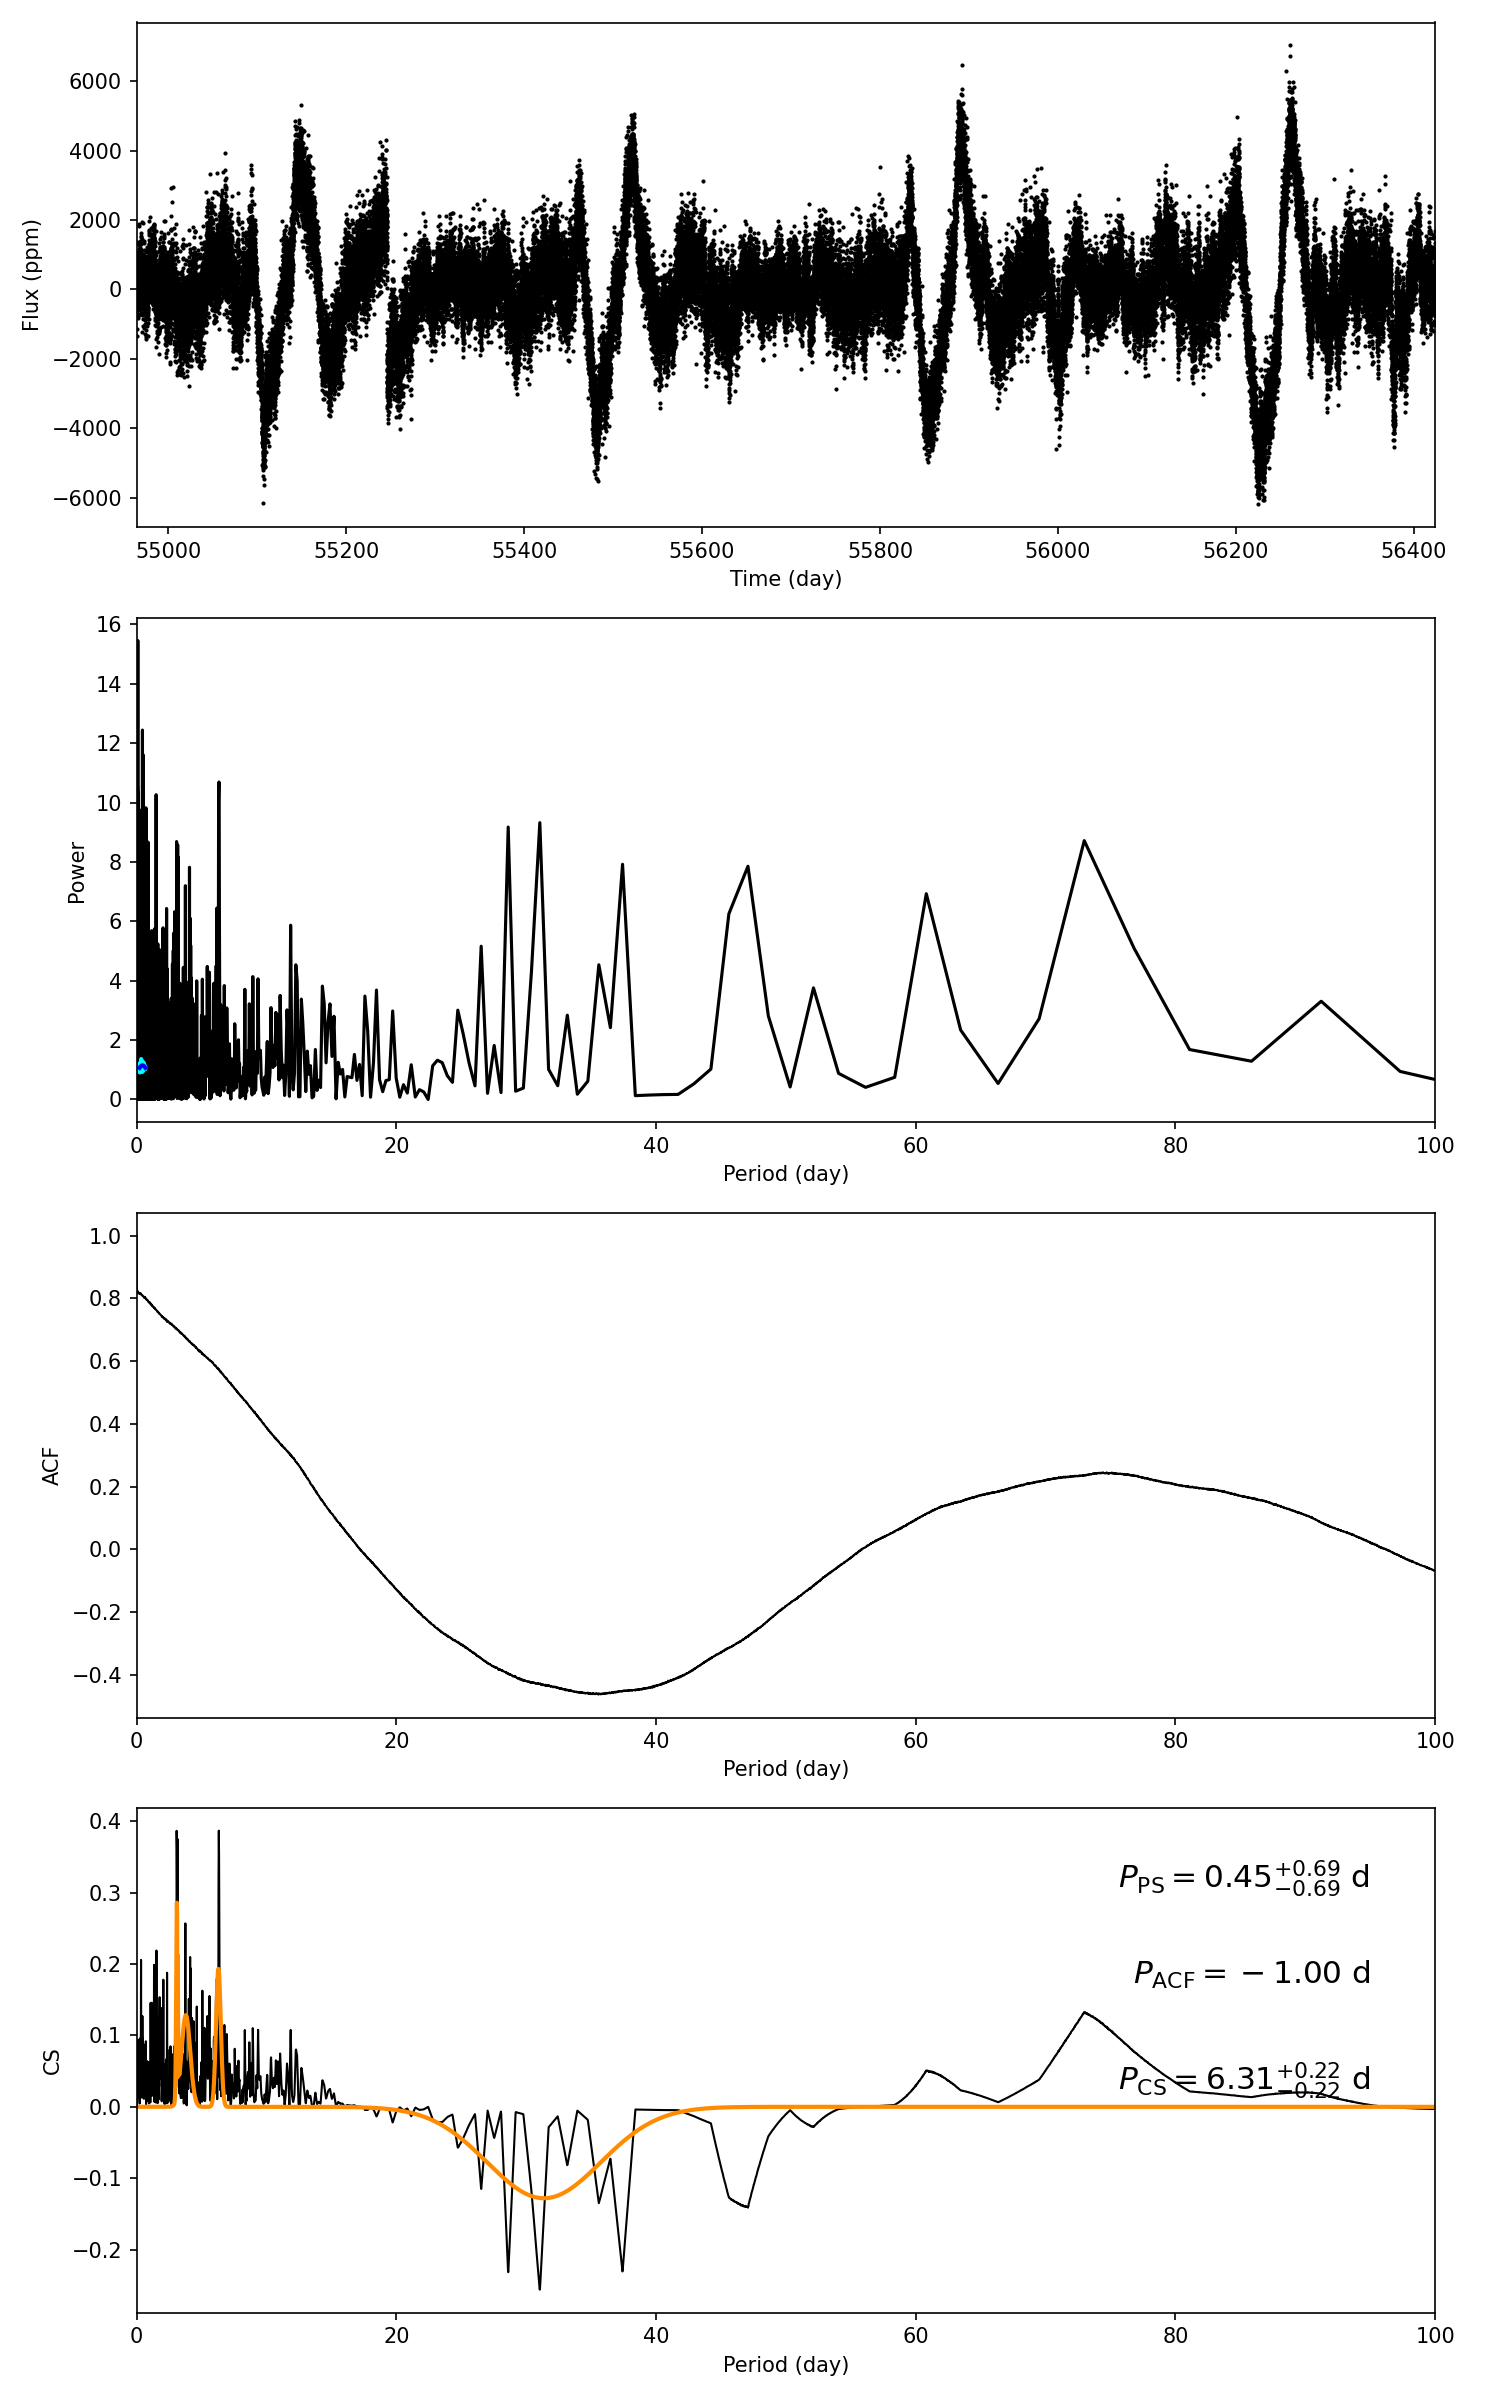 6000
4000
2000
0
−2000
−4000
−6000
Flux (ppm)
55000 55200 55400 55600 55800 56000 56200 56400
Time (day)
16
14
12
10
8
6
4
2
0
Power
0 20 40 60 80 100
Period (day)
1.0
0.8
0.6
0.4
0.2
0.0
−0.2
−0.4
ACF
0 20 40 60 80 100
Period (day)
0.4
0.3
0.2
0.1
0.0
−0.1
−0.2
CS
P_PS = 0.45 +0.69 −0.69 d
P_ACF = −1.00 d
P_CS = 6.31 +0.22 −0.22 d
0 20 40 60 80 100
Period (day)